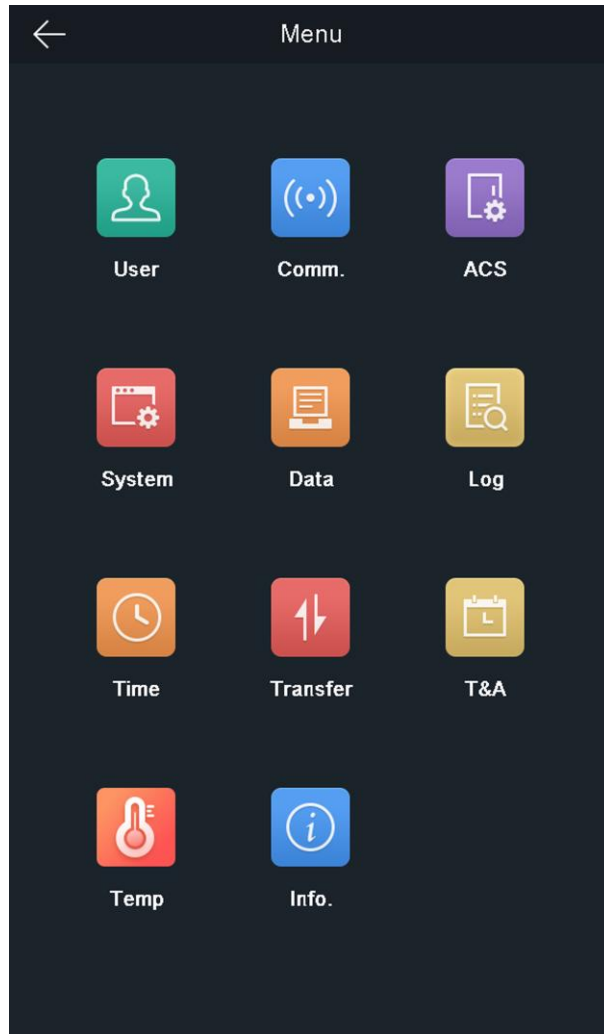 Menu
User Comm. ACS
System Data Log
Time Transfer T&A
Temp Info.